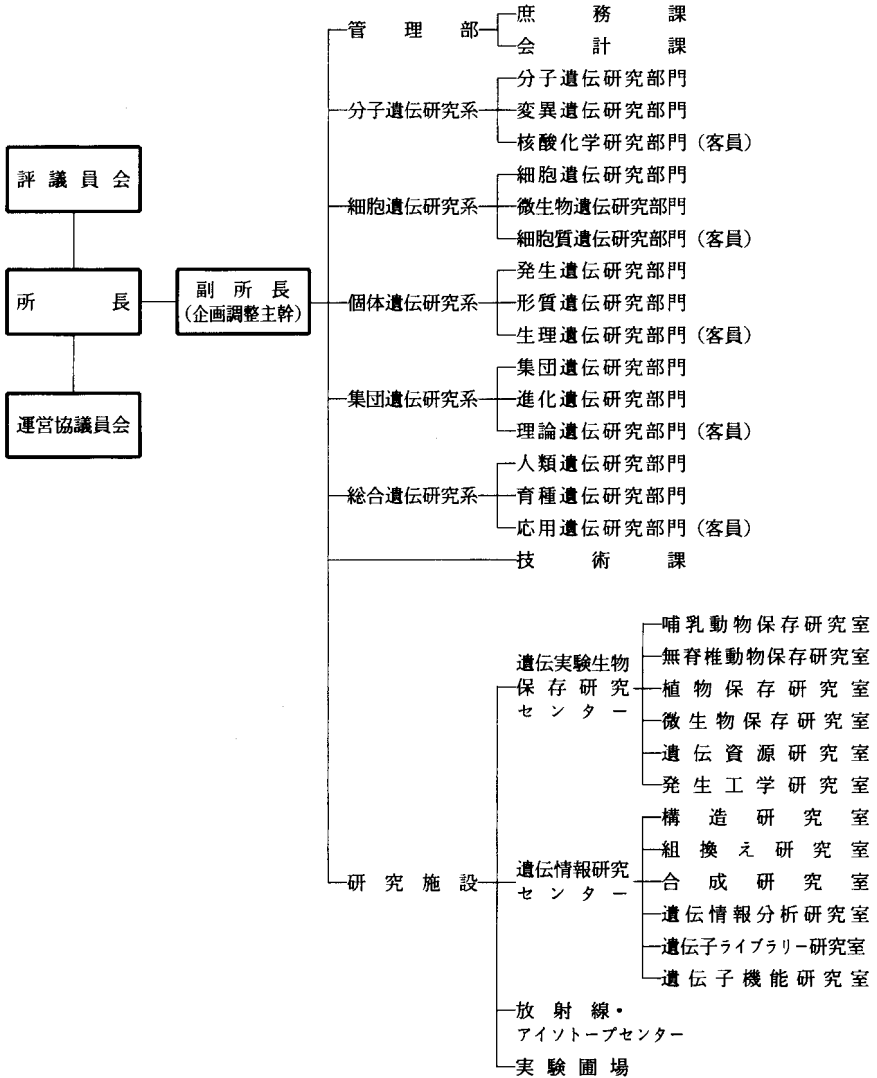 評議員会
所長
運営協議員会
副所長
(企画調整主幹)
管理部
庶務課
会計課
分子遺伝研究系
分子遺伝研究部門
変異遺伝研究部門
核酸化学研究部門(客員)
細胞遺伝研究系
細胞遺伝研究部門
微生物遺伝研究部門
細胞質遺伝研究部門(客員)
個体遺伝研究系
発生遺伝研究部門
形質遺伝研究部門
生理遺伝研究部門(客員)
集団遺伝研究系
集団遺伝研究部門
進化遺伝研究部門
理論遺伝研究部門(客員)
総合遺伝研究系
人類遺伝研究部門
育種遺伝研究部門
応用遺伝研究部門(客員)
技術課
研究施設
遺伝実験生物
保存研究
センター
哺乳動物保存研究室
無脊椎動物保存研究室
植物保存研究室
微生物保存研究室
遺伝資源研究室
発生工学研究室
遺伝情報研究
センター
構造研究室
組換え研究室
合成研究室
遺伝情報分析研究室
遺伝子ライブラリー研究室
遺伝子機能研究室
放射線・
アイソトープセンター
実験圃場